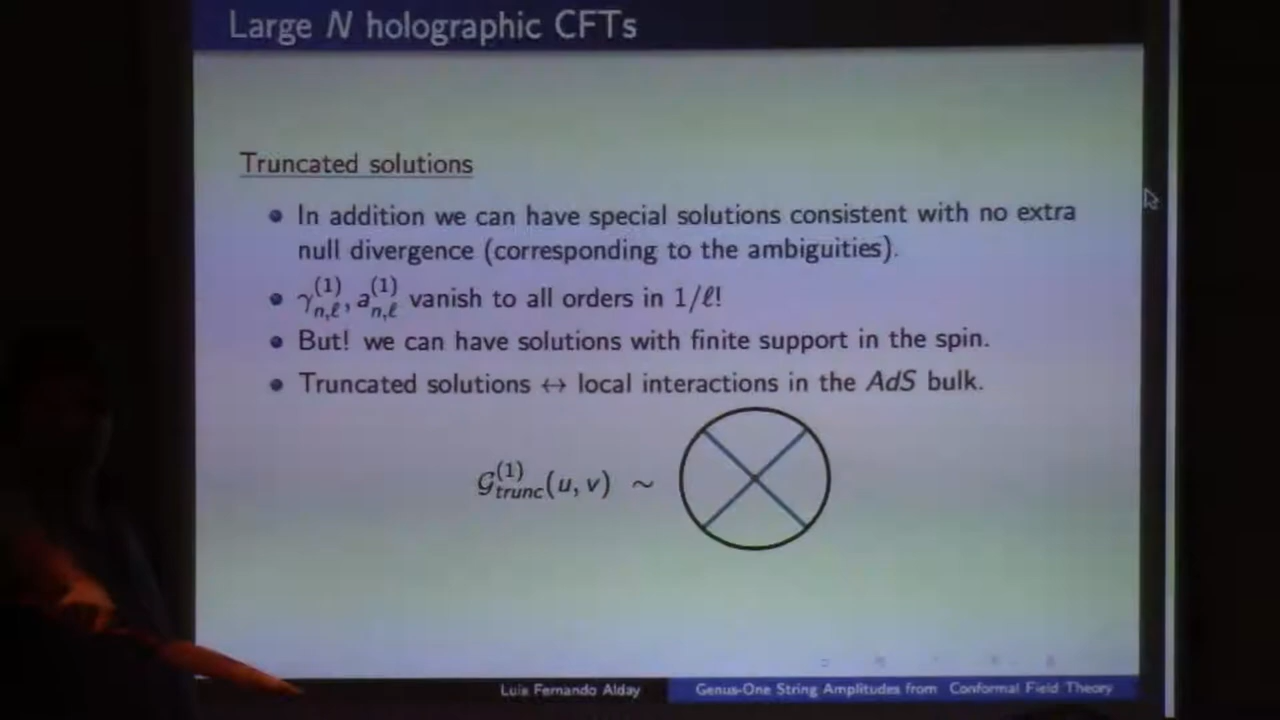 Large N holographic CFTs
Truncated solutions
In addition we can have special solutions consistent with no extra
null divergence (corresponding to the ambiguities).
γ_{n,ℓ}^{(1)}, a_{n,ℓ}^{(1)} vanish to all orders in 1/ℓ!
But! we can have solutions with finite support in the spin.
Truncated solutions ↔ local interactions in the AdS bulk.
𝒢_{trunc}^{(1)}(u, v) ∼
Luis Fernando Alday Genus-One String Amplitudes from Conformal Field Theory